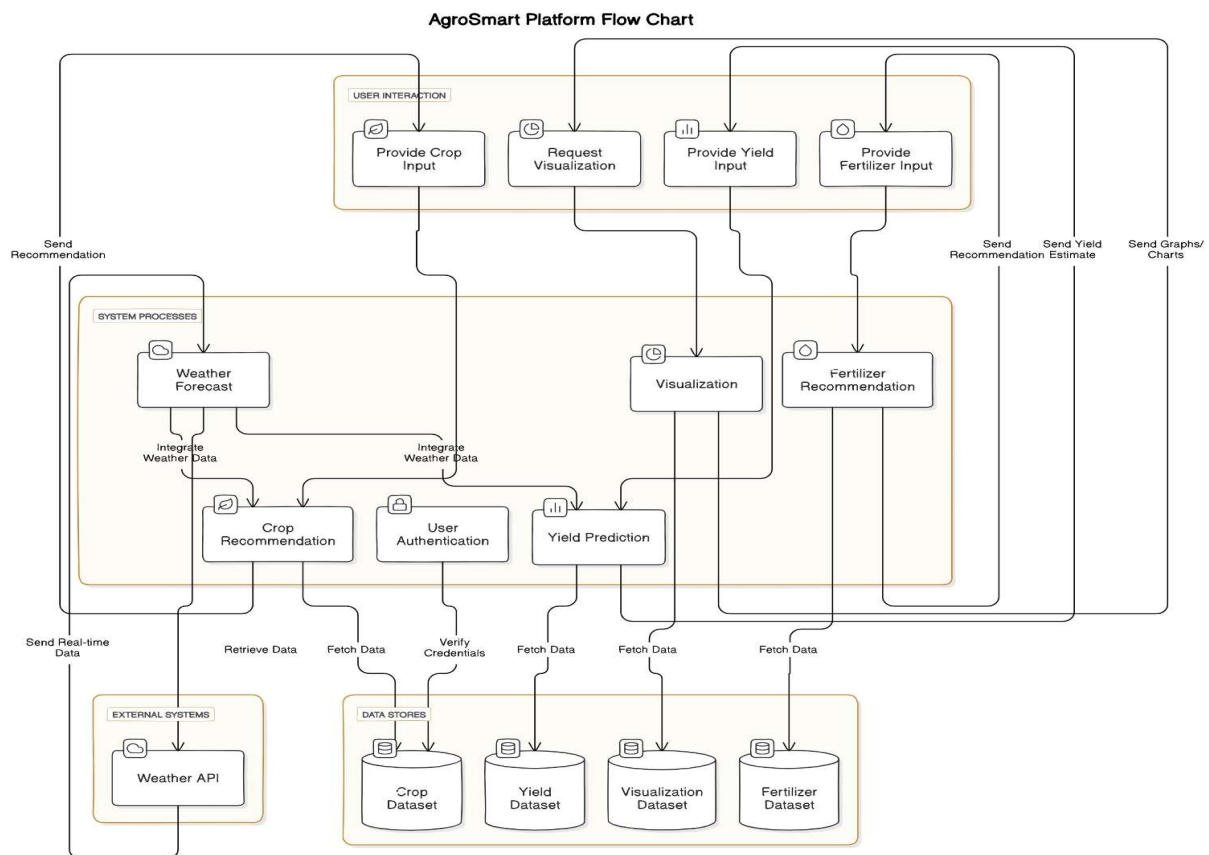 AgroSmart Platform Flow Chart
USER INTERACTION
Provide Crop
Input
Request
Visualization
Provide Yield
Input
Provide
Fertilizer Input
Send
Recommendation
Send
Recommendation
Send Yield
Estimate
Send Graphs/
Charts
SYSTEM PROCESSES
Weather
Forecast
Visualization
Fertilizer
Recommendation
Integrate
Weather Data
Integrate
Weather Data
Crop
Recommendation
User
Authentication
Yield Prediction
Send Real-time
Data
Retrieve Data
Fetch Data
Verify
Credentials
Fetch Data
Fetch Data
Fetch Data
EXTERNAL SYSTEMS
Weather API
DATA STORES
Crop
Dataset
Yield
Dataset
Visualization
Dataset
Fertilizer
Dataset